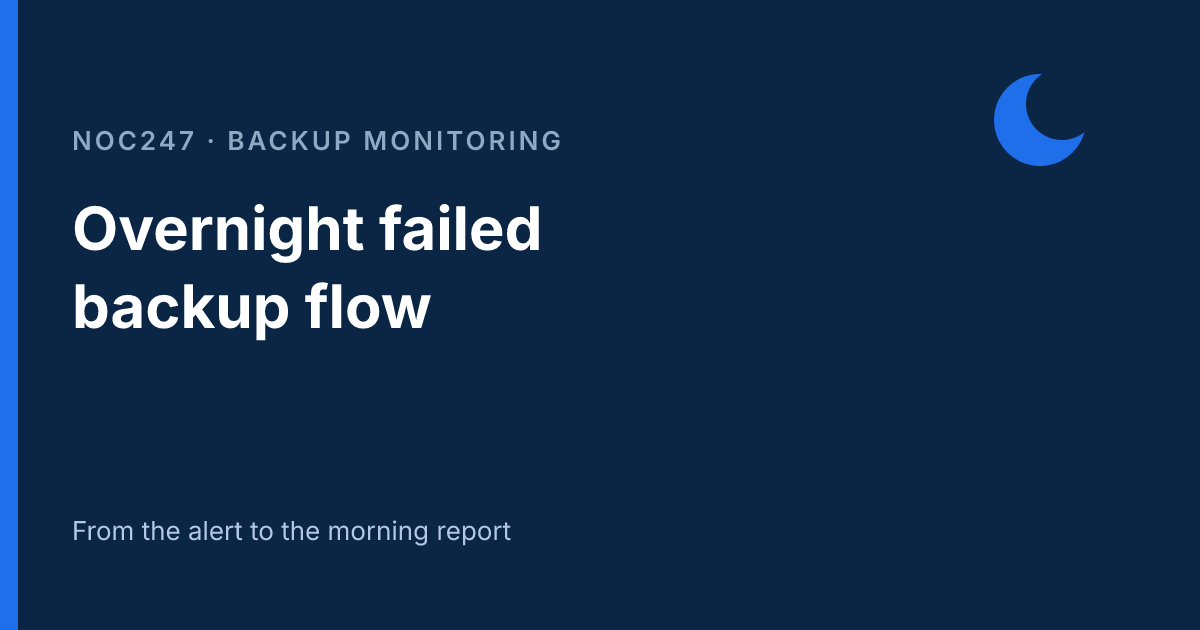 NOC247 · BACKUP MONITORING
Overnight failed
backup flow
From the alert to the morning report